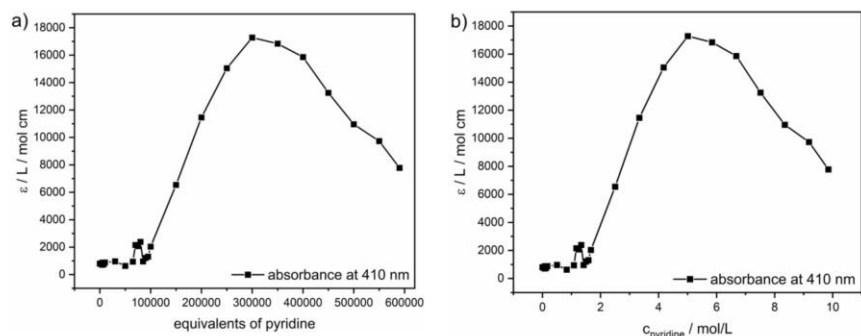 a)
18000
16000
14000
12000
10000
8000
6000
4000
2000
0
ε / L / mol cm
absorbance at 410 nm
0 100000 200000 300000 400000 500000 600000
equivalents of pyridine
b)
18000
16000
14000
12000
10000
8000
6000
4000
2000
0
ε / L / mol cm
absorbance at 410 nm
0 2 4 6 8 10
c_pyridine / mol/L